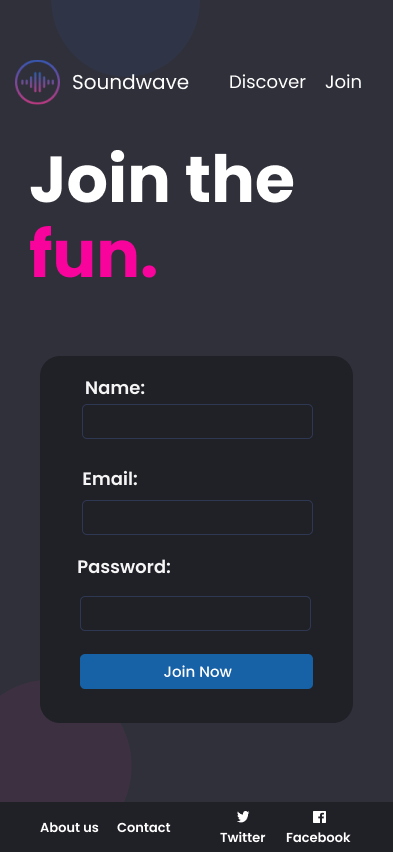 Soundwave Discover Join
Join the
fun.
Name:
Email:
Password:
Join Now
About us Contact Twitter Facebook